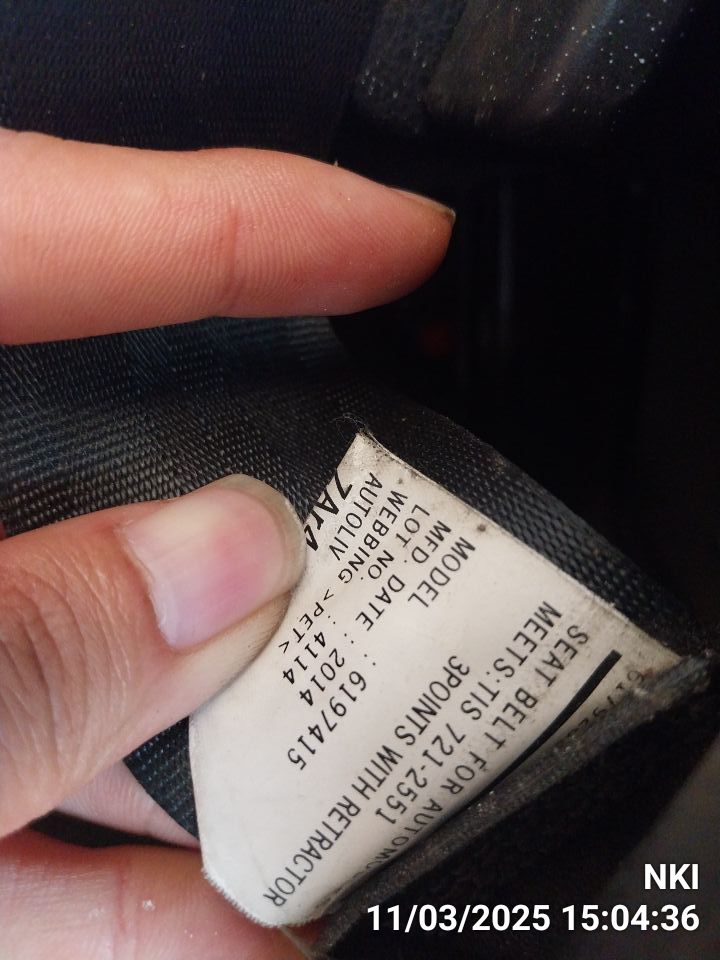 6179
SEAT BELT FOR AUTOMO
MEETS:TIS 721-2551
3POINTS WITH RETRACTOR
MODEL : 6197415
MFD. DATE : 2014
LOT NO. : 4114
WEBBING >PET<
AUTOLIV
NKI
11/03/2025 15:04:36